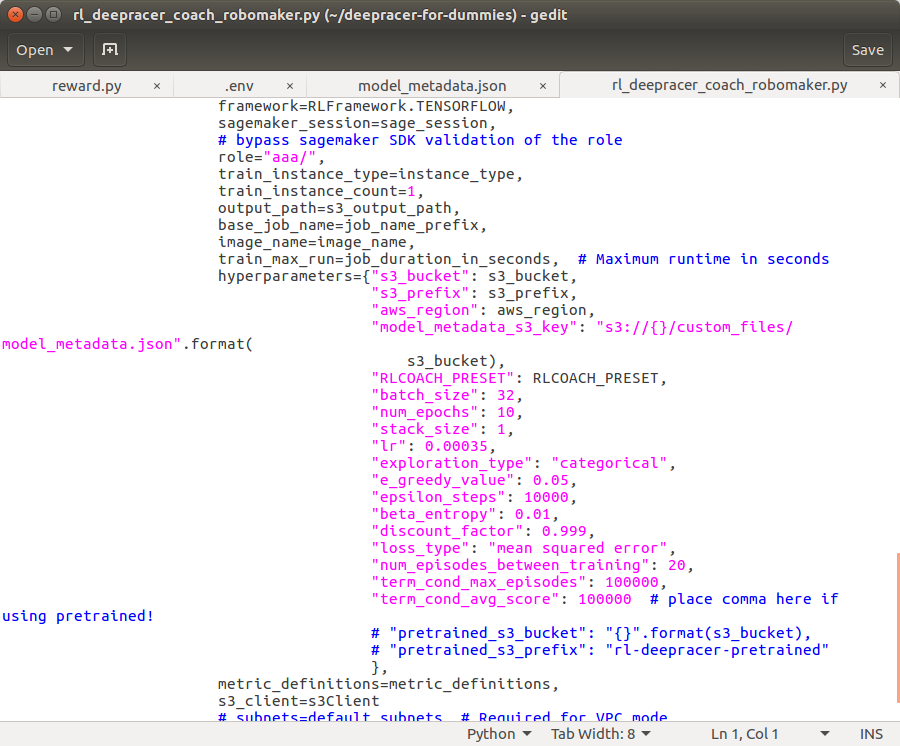 rl_deepracer_coach_robomaker.py (~/deepracer-for-dummies) - gedit
Open
Save
reward.py ×
.env ×
model_metadata.json ×
rl_deepracer_coach_robomaker.py ×
framework=RLFramework.TENSORFLOW,
sagemaker_session=sage_session,
# bypass sagemaker SDK validation of the role
role="aaa/",
train_instance_type=instance_type,
train_instance_count=1,
output_path=s3_output_path,
base_job_name=job_name_prefix,
image_name=image_name,
train_max_run=job_duration_in_seconds,  # Maximum runtime in seconds
hyperparameters={"s3_bucket": s3_bucket,
"s3_prefix": s3_prefix,
"aws_region": aws_region,
"model_metadata_s3_key": "s3://{}/custom_files/
model_metadata.json".format(
s3_bucket),
"RLCOACH_PRESET": RLCOACH_PRESET,
"batch_size": 32,
"num_epochs": 10,
"stack_size": 1,
"lr": 0.00035,
"exploration_type": "categorical",
"e_greedy_value": 0.05,
"epsilon_steps": 10000,
"beta_entropy": 0.01,
"discount_factor": 0.999,
"loss_type": "mean squared error",
"num_episodes_between_training": 20,
"term_cond_max_episodes": 100000,
"term_cond_avg_score": 100000  # place comma here if
using pretrained!
# "pretrained_s3_bucket": "{}".format(s3_bucket),
# "pretrained_s3_prefix": "rl-deepracer-pretrained"
},
metric_definitions=metric_definitions,
s3_client=s3Client
# subnets=default_subnets, # Required for VPC mode
Python
Tab Width: 8
Ln 1, Col 1
INS